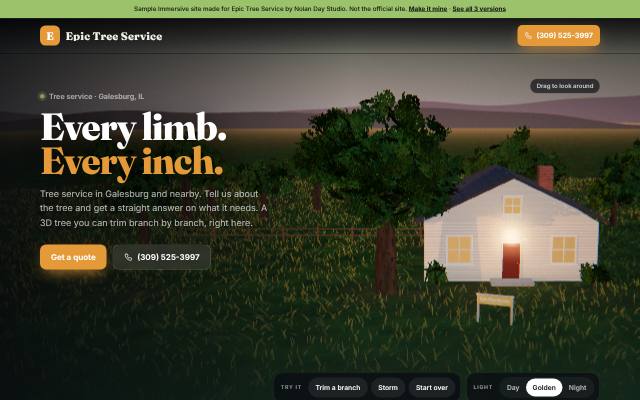 Sample Immersive site made for Epic Tree Service by Nolan Day Studio. Not the official site. Make it mine · See all 3 versions
E Epic Tree Service
(309) 525-3997
Drag to look around
Tree service · Galesburg, IL
Every limb.
Every inch.
Tree service in Galesburg and nearby. Tell us about
the tree and get a straight answer on what it needs. A
3D tree you can trim branch by branch, right here.
Get a quote
(309) 525-3997
TRY IT Trim a branch Storm Start over
LIGHT Day Golden Night